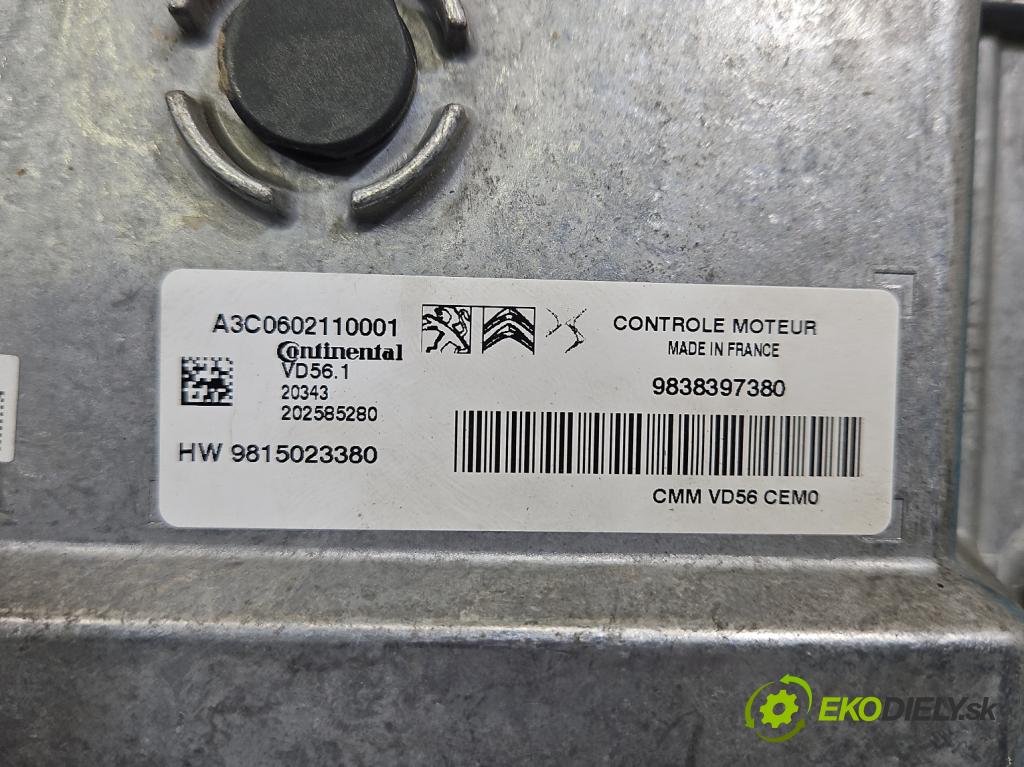 A3C0602110001
Continental
VD56.1
20343
202585280
HW 9815023380
CONTROLE MOTEUR
MADE IN FRANCE
9838397380
CMM VD56 CEM0
EKODIELY.sk